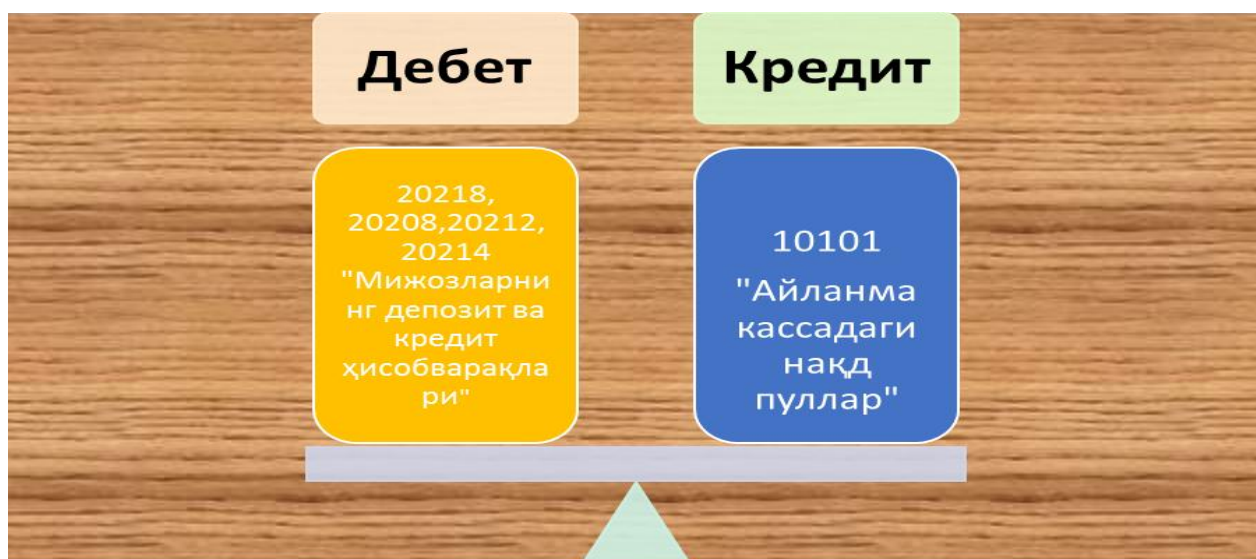 Дебет
Кредит
20218,
20208,20212,
20214
"Мижозларни
нг депозит ва
кредит
ҳисобварақла
ри"
10101
"Айланма
кассадаги
нақд
пуллар"